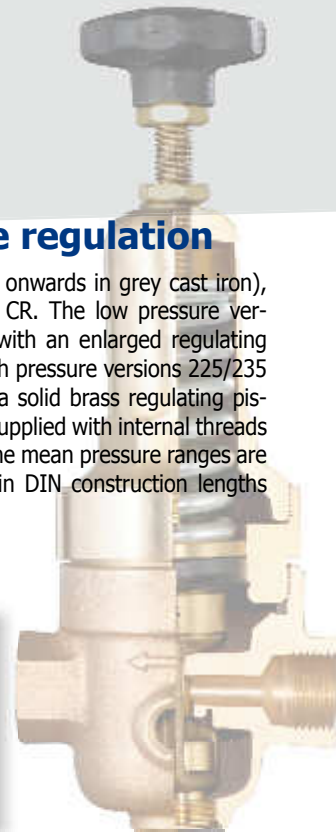 e regulation
onwards in grey cast iron),
CR. The low pressure ver-
with an enlarged regulating
h pressure versions 225/235
a solid brass regulating pis-
upplied with internal threads
he mean pressure ranges are
in DIN construction lengths